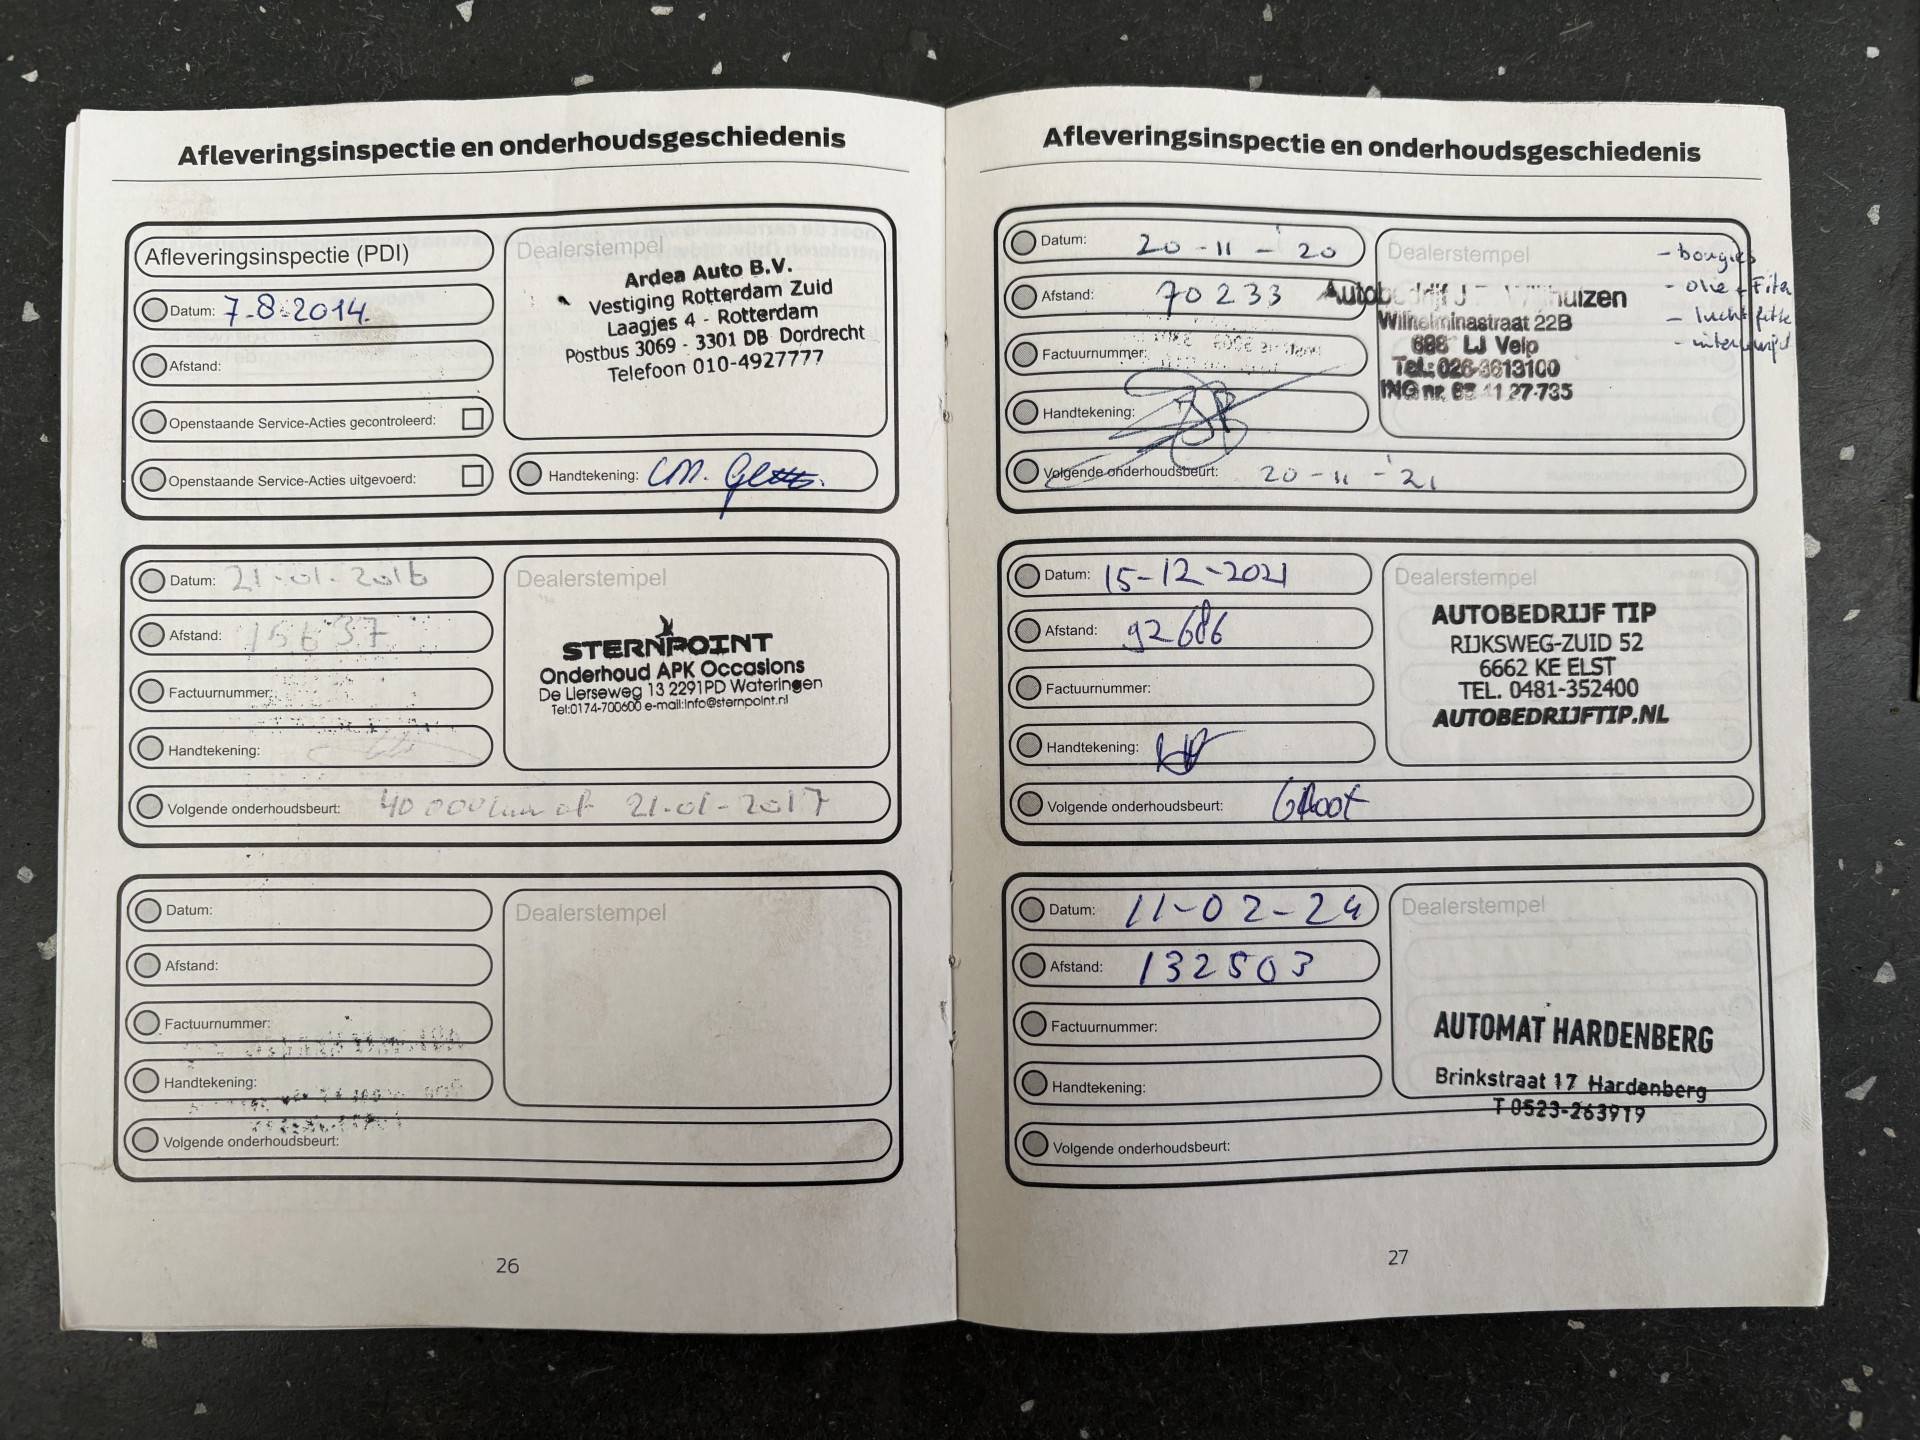 Afleveringsinspectie en onderhoudsgeschiedenis
Afleveringsinspectie (PDI)
Datum: 7-8-2014.
Afstand:
Openstaande Service-Acties gecontroleerd:
Openstaande Service-Acties uitgevoerd:
Dealerstempel
Ardea Auto B.V.
Vestiging Rotterdam Zuid
Laagjes 4 - Rotterdam
Postbus 3069 - 3301 DB Dordrecht
Telefoon 010-4927777
Handtekening:
Datum: 21-01-2016
Afstand: 15637
Factuurnummer:
Handtekening:
Dealerstempel
STERNPOINT
Onderhoud APK Occasions
De Lierseweg 13 2291PD Wateringen
Tel:0174-700600 e-mail:info@sternpoint.nl
Volgende onderhoudsbeurt: 40 000 km of 21-01-2017
Datum:
Afstand:
Factuurnummer:
Handtekening:
Dealerstempel
Volgende onderhoudsbeurt:
26
Afleveringsinspectie en onderhoudsgeschiedenis
Datum: 20-11-'20
Afstand: 70233
Factuurnummer:
Handtekening:
Dealerstempel
Wilhelminastraat 22B
LJ Velp
- bougies
- olie + Filter
- lucht filter
Volgende onderhoudsbeurt: 20-11-'21
Datum: 15-12-2021
Afstand: 92686
Factuurnummer:
Handtekening:
Dealerstempel
AUTOBEDRIJF TIP
RIJKSWEG-ZUID 52
6662 KE ELST
TEL. 0481-352400
AUTOBEDRIJFTIP.NL
Volgende onderhoudsbeurt: Groot
Datum: 11-02-24
Afstand: 132503
Factuurnummer:
Handtekening:
Dealerstempel
AUTOMAT HARDENBERG
Brinkstraat 17 Hardenberg
T 0523-263919
Volgende onderhoudsbeurt:
27